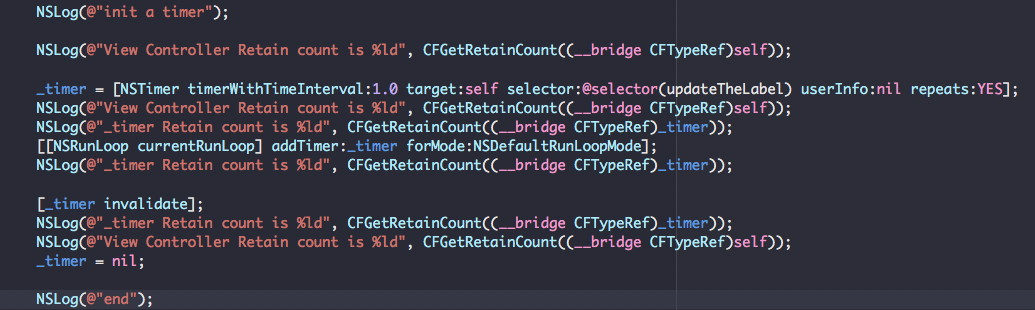 NSLog(@"init a timer");
NSLog(@"View Controller Retain count is %ld", CFGetRetainCount((__bridge CFTypeRef)self));
_timer = [NSTimer timerWithTimeInterval:1.0 target:self selector:@selector(updateTheLabel) userInfo:nil repeats:YES];
NSLog(@"View Controller Retain count is %ld", CFGetRetainCount((__bridge CFTypeRef)self));
NSLog(@"_timer Retain count is %ld", CFGetRetainCount((__bridge CFTypeRef)_timer));
[[NSRunLoop currentRunLoop] addTimer:_timer forMode:NSDefaultRunLoopMode];
NSLog(@"_timer Retain count is %ld", CFGetRetainCount((__bridge CFTypeRef)_timer));
[_timer invalidate];
NSLog(@"_timer Retain count is %ld", CFGetRetainCount((__bridge CFTypeRef)_timer));
NSLog(@"View Controller Retain count is %ld", CFGetRetainCount((__bridge CFTypeRef)self));
_timer = nil;
NSLog(@"end");